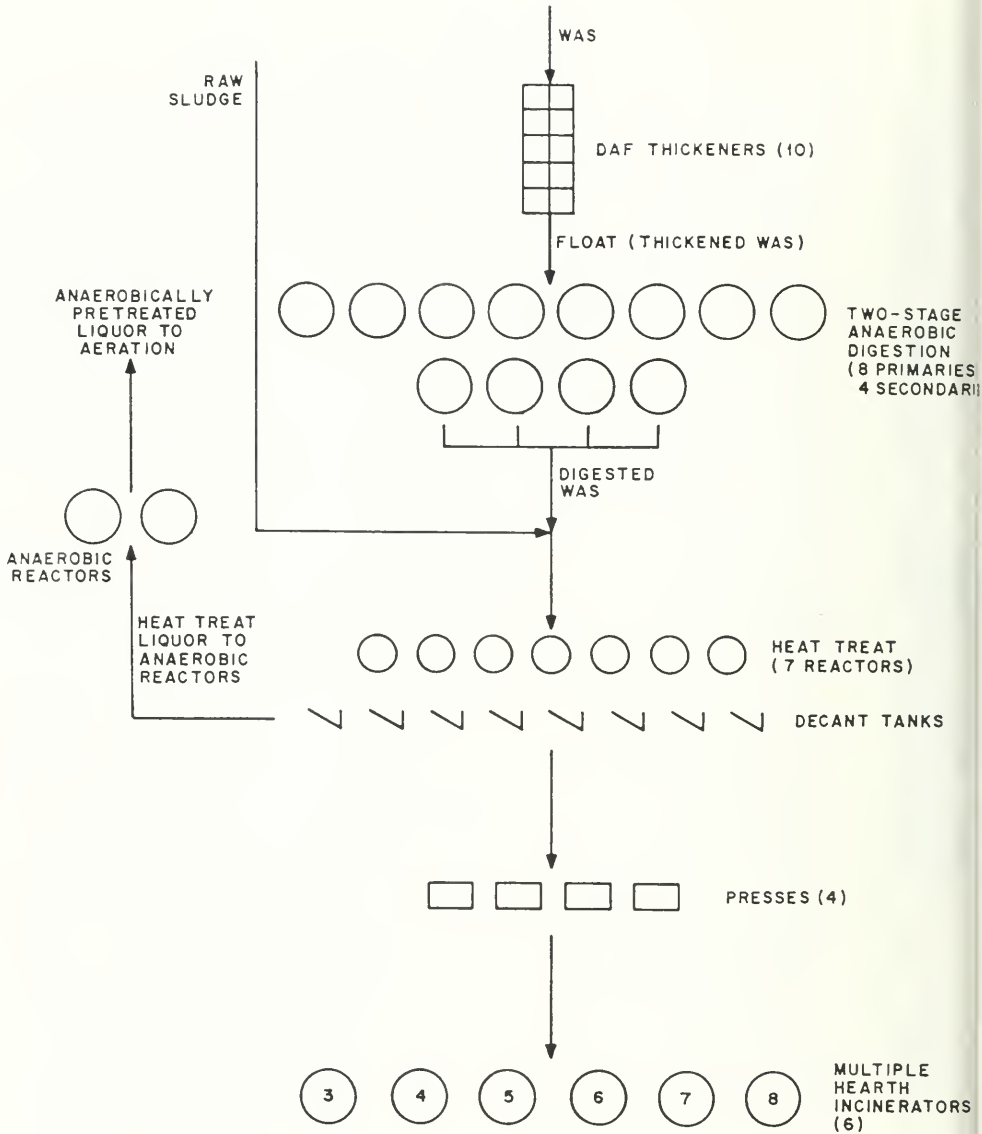 WAS
RAW
SLUDGE
DAF THICKENERS (10)
FLOAT (THICKENED WAS)
ANAEROBICALLY
PRETREATED
LIQUOR TO
AERATION
TWO-STAGE
ANAEROBIC
DIGESTION
(8 PRIMARIES
4 SECONDARI
DIGESTED
WAS
ANAEROBIC
REACTORS
HEAT TREAT
LIQUOR TO
ANAEROBIC
REACTORS
HEAT TREAT
(7 REACTORS)
DECANT TANKS
PRESSES (4)
3 4 5 6 7 8
MULTIPLE
HEARTH
INCINERATORS
(6)